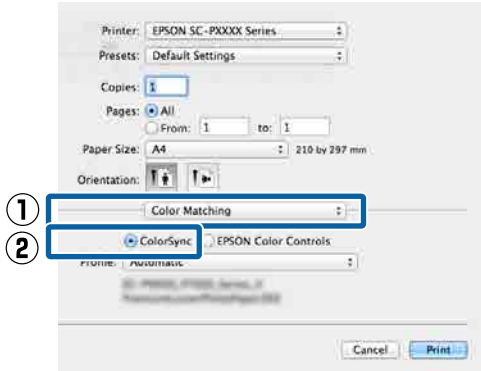 Printer: EPSON SC-PXXXX Series
Presets: Default Settings
Copies: 1
Pages: All
From: 1 to: 1
Paper Size: A4 210 by 297 mm
Orientation:
① Color Matching
② ColorSync EPSON Color Controls
Profile: Automatic
Cancel Print